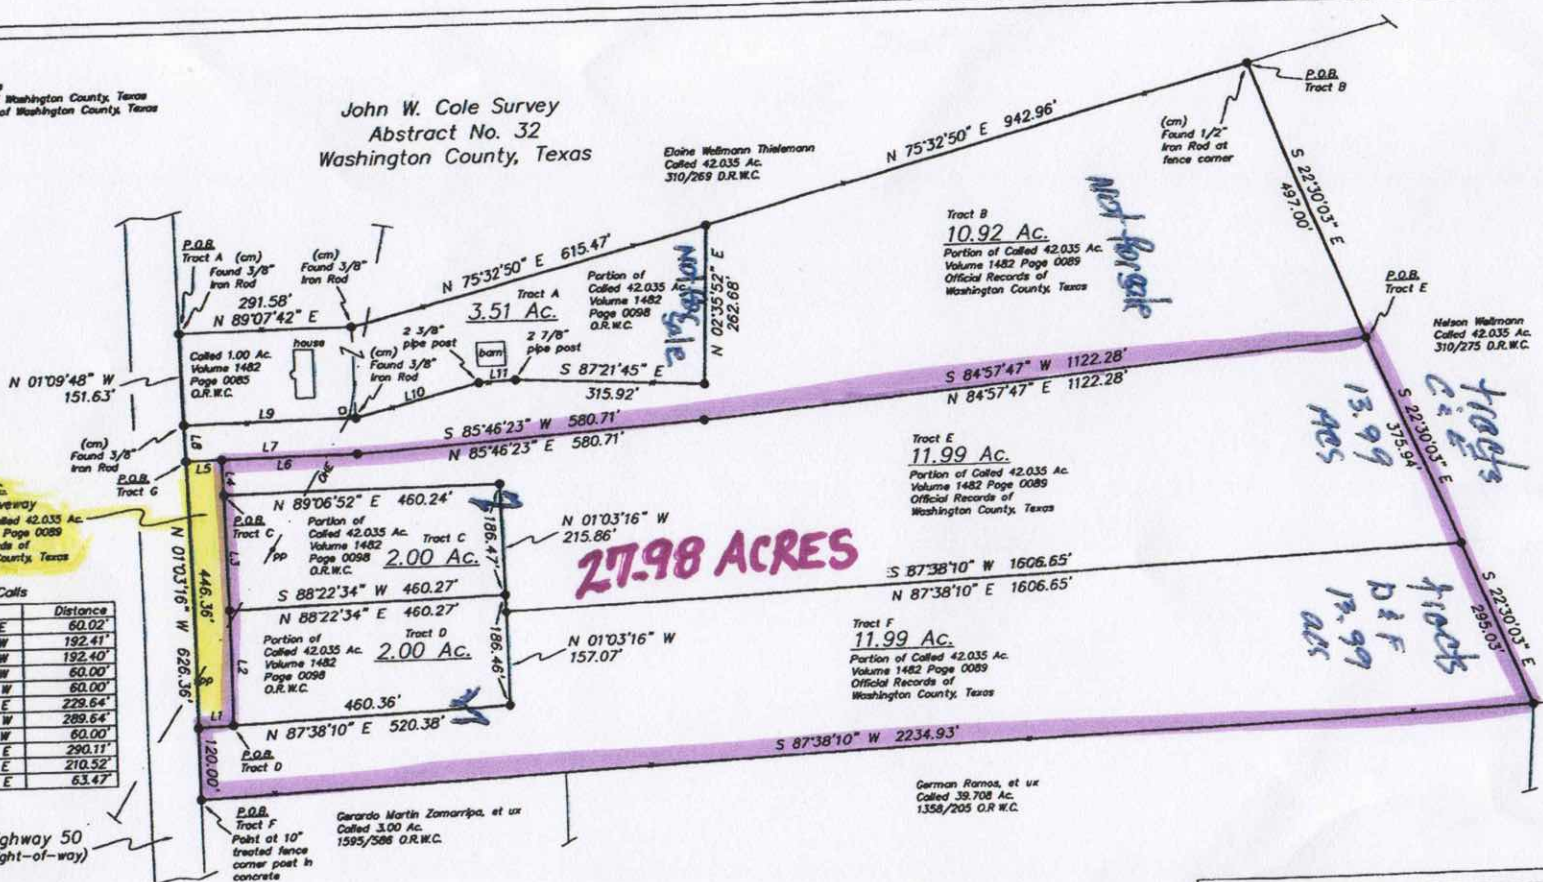 Washington County, Texas
of Washington County, Texas
John W. Cole Survey
Abstract No. 32
Washington County, Texas
Elaine Wellmann Thielemann
Called 42.035 Ac.
310/269 D.R.W.C.
N 75°32'50" E 942.96'
(cm)
Found 1/2"
Iron Rod at
fence corner
P.O.B.
Tract B
S 22°30'03" E
497.00'
Tract B
10.92 Ac.
Portion of Called 42.035 Ac.
Volume 1482 Page 0089
Official Records of
Washington County, Texas
Not for sale
P.O.B.
Tract E
Nelson Wellmann
Called 42.035 Ac.
310/275 D.R.W.C.
P.O.B.
Tract A
(cm)
Found 3/8"
Iron Rod
(cm)
Found 3/8"
Iron Rod
291.58'
N 89°07'42" E
N 75°32'50" E 615.47'
Tract A
3.51 Ac.
Portion of
Called 42.035 Ac.
Volume 1482
Page 0098
O.R.W.C.
Not for Sale
N 02°35'52" E
262.68'
Called 1.00 Ac.
Volume 1482
Page 0085
O.R.W.C.
house
(cm)
Found 3/8"
Iron Rod
2 3/8"
pipe post
barn
2 7/8"
pipe post
L11
L10
S 87°21'45" E
315.92'
N 01°09'48" W
151.63'
L9
L8
(cm)
Found 3/8"
Iron Rod
P.O.B.
Tract G
L7
L6
L5
L4
OHE
S 85°46'23" W 580.71'
N 85°46'23" E 580.71'
S 84°57'47" W 1122.28'
N 84°57'47" E 1122.28'
S 22°30'03" E
375.94'
tracts
C & E
13.99
acs
Tract E
11.99 Ac.
Portion of Called 42.035 Ac.
Volume 1482 Page 0089
Official Records of
Washington County, Texas
N 89°06'52" E 460.24'
P.O.B.
Tract C
PP
Portion of
Called 42.035 Ac.
Volume 1482
Page 0098
O.R.W.C.
Tract C
2.00 Ac.
186.47'
N 01°03'16" W
215.86'
27.98 ACRES
L3
S 88°22'34" W 460.27'
N 88°22'34" E 460.27'
S 87°38'10" W 1606.65'
N 87°38'10" E 1606.65'
Portion of
Called 42.035 Ac.
Volume 1482
Page 0098
O.R.W.C.
Tract D
2.00 Ac.
186.46'
N 01°03'16" W
157.07'
Tract F
11.99 Ac.
Portion of Called 42.035 Ac.
Volume 1482 Page 0089
Official Records of
Washington County, Texas
tracts
D & F
13.99
acs
S 22°30'03" E
295.03'
446.36'
N 01°03'16" W 626.36'
PP
L2
L1
460.36'
N 87°38'10" E 520.38'
P.O.B.
Tract D
120.00'
S 87°38'10" W 2234.93'
P.O.B.
Tract F
Point at 10"
treated fence
corner post in
concrete
Gerardo Martin Zamarripa, et ux
Called 3.00 Ac.
1595/586 O.R.W.C.
German Ramos, et ux
Called 39.708 Ac.
1358/205 O.R.W.C.
42.035 Ac.
Page 0089
County, Texas
Calls
Distance
E 60.02'
W 192.41'
W 192.40'
W 60.00'
W 60.00'
E 229.64'
W 289.64'
W 60.00'
E 290.11'
E 210.52'
E 63.47'
ghway 50
ght-of-way)